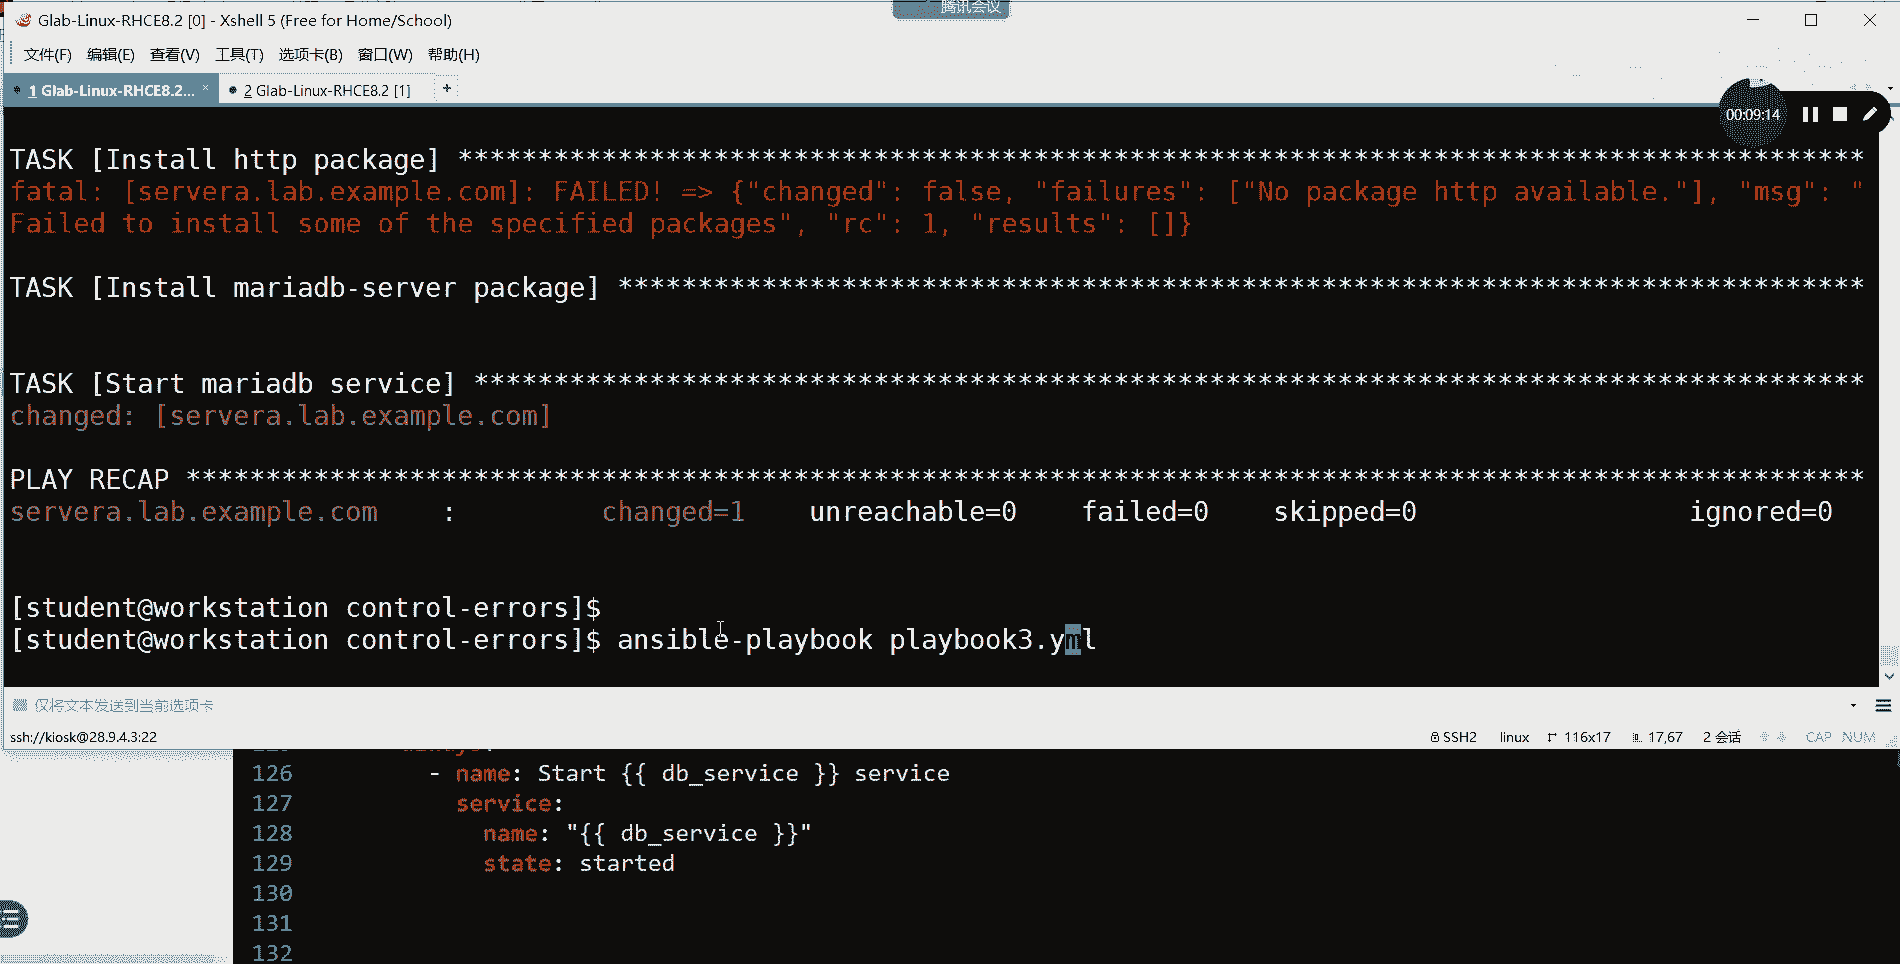 腾讯会议
Glab-Linux-RHCE8.2 [0] - Xshell 5 (Free for Home/School)
文件(F) 编辑(E) 查看(V) 工具(T) 选项卡(B) 窗口(W) 帮助(H)
1 Glab-Linux-RHCE8.2... × 2 Glab-Linux-RHCE8.2 [1] +
00:09:14
TASK [Install http package] ****************************************************************************************
fatal: [servera.lab.example.com]: FAILED! => {"changed": false, "failures": ["No package http available."], "msg": "
Failed to install some of the specified packages", "rc": 1, "results": []}
TASK [Install mariadb-server package] ******************************************************************************
TASK [Start mariadb service] ***************************************************************************************
changed: [servera.lab.example.com]
PLAY RECAP *********************************************************************************************************
servera.lab.example.com : changed=1 unreachable=0 failed=0 skipped=0 ignored=0
[student@workstation control-errors]$
[student@workstation control-errors]$ ansible-playbook playbook3.yml
仅将文本发送到当前选项卡
ssh://kiosk@28.9.4.3:22 SSH2 linux 116x17 17,67 2 会话 CAP NUM
126 - name: Start {{ db_service }} service
127 service:
128 name: "{{ db_service }}"
129 state: started
130
131
132